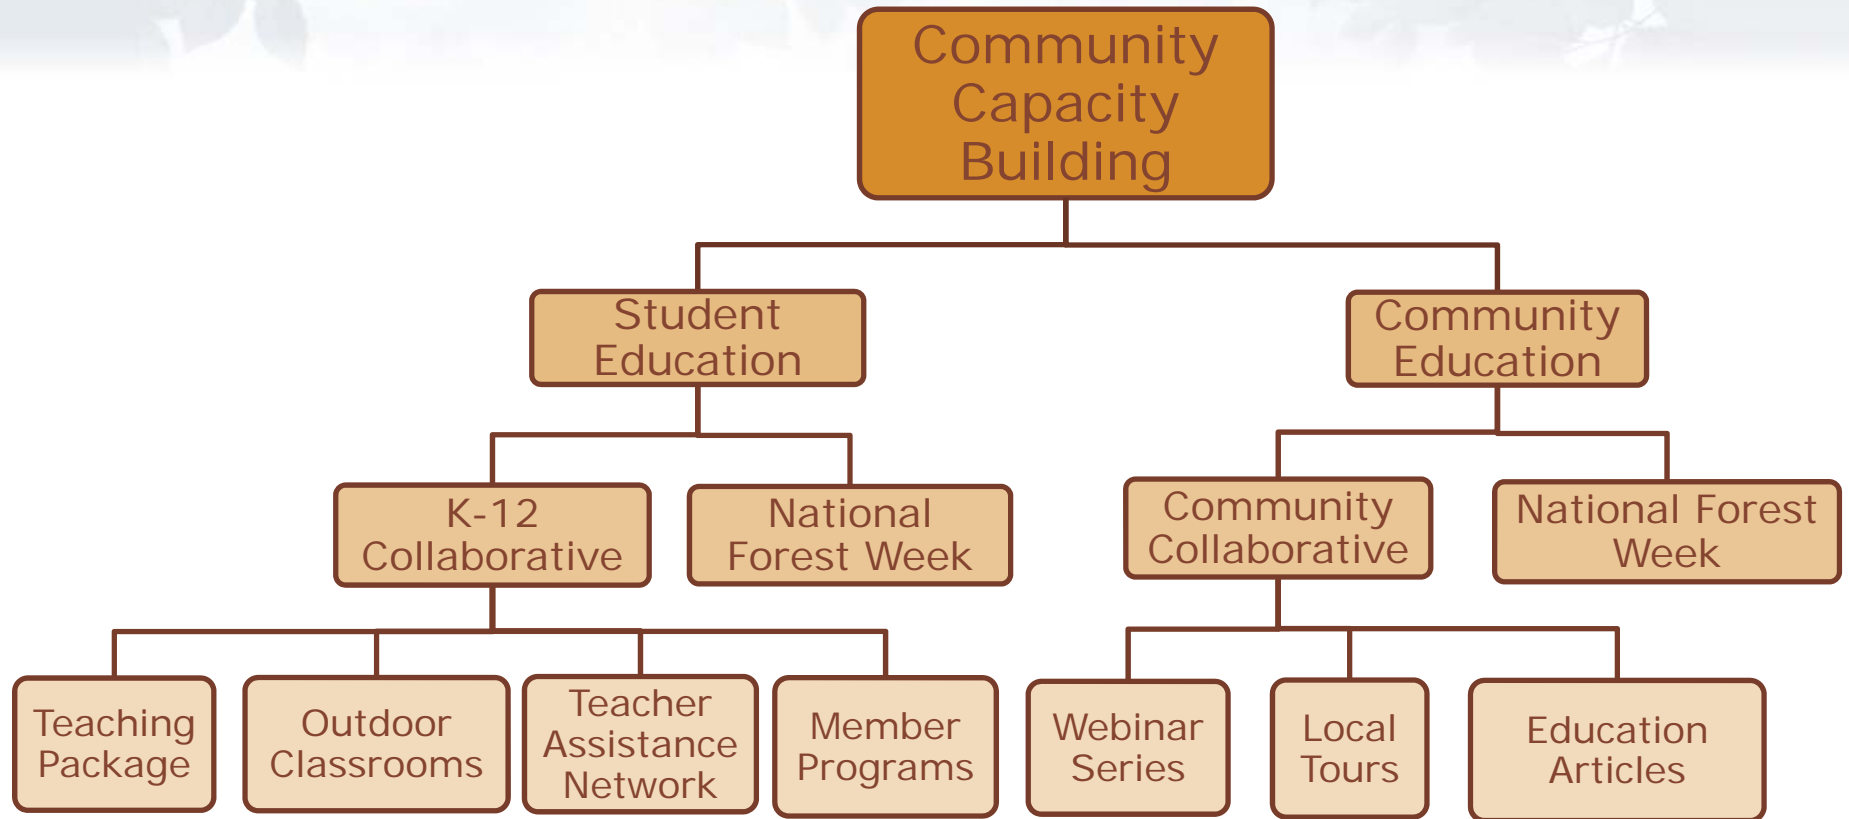 Community
Capacity
Building
Student
Education
Community
Education
K-12
Collaborative
National
Forest Week
Community
Collaborative
National Forest
Week
Teaching
Package
Outdoor
Classrooms
Teacher
Assistance
Network
Member
Programs
Webinar
Series
Local
Tours
Education
Articles